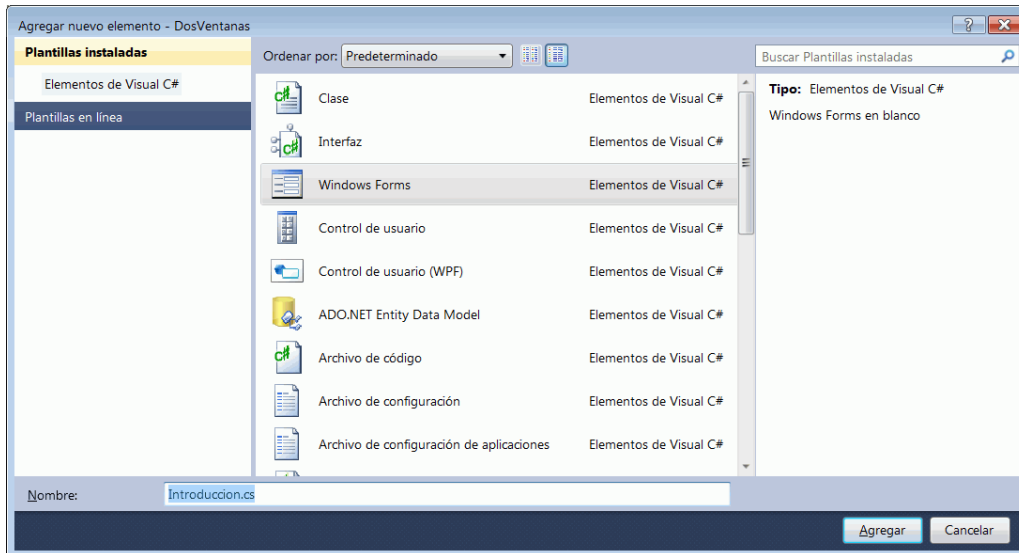 Agregar nuevo elemento - DosVentanas
Plantillas instaladas
Elementos de Visual C#
Plantillas en línea
Ordenar por: Predeterminado
Buscar Plantillas instaladas
Clase Elementos de Visual C#
Interfaz Elementos de Visual C#
Windows Forms Elementos de Visual C#
Control de usuario Elementos de Visual C#
Control de usuario (WPF) Elementos de Visual C#
ADO.NET Entity Data Model Elementos de Visual C#
Archivo de código Elementos de Visual C#
Archivo de configuración Elementos de Visual C#
Archivo de configuración de aplicaciones Elementos de Visual C#
Tipo: Elementos de Visual C#
Windows Forms en blanco
Nombre: Introduccion.cs
Agregar Cancelar